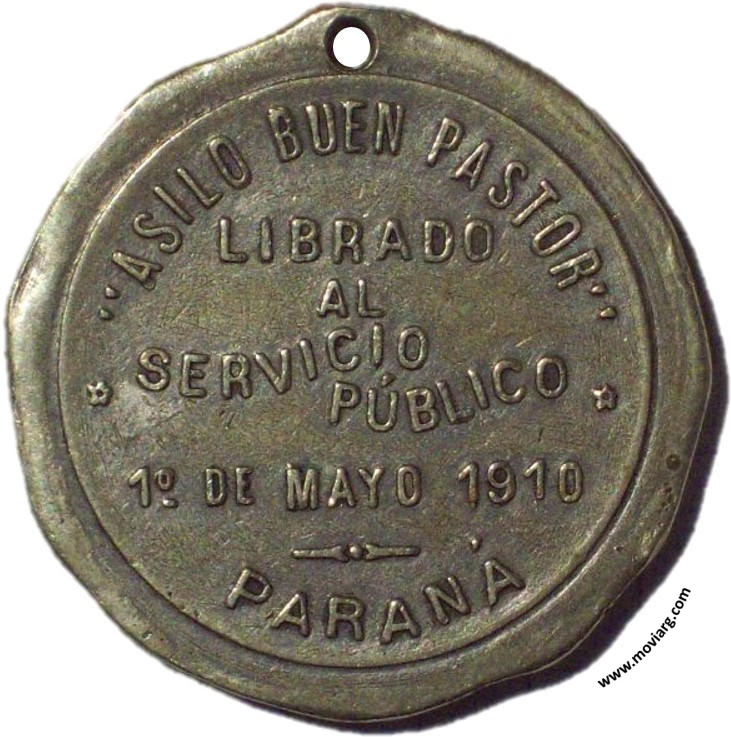 "ASILO BUEN PASTOR"
LIBRADO
AL
SERVICIO
PÚBLICO
1º DE MAYO 1910
PARANÁ
www.moviarg.com